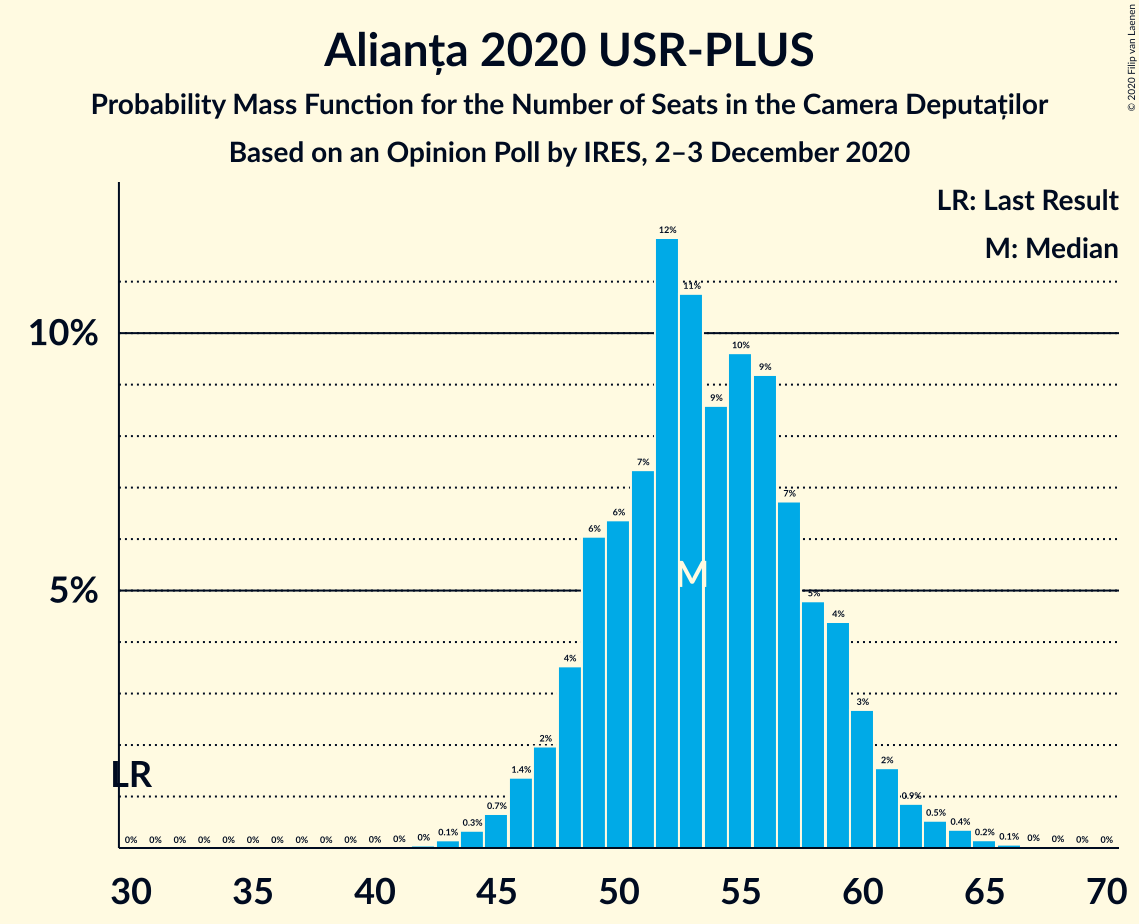 Alianța 2020 USR-PLUS
Probability Mass Function for the Number of Seats in the Camera Deputaților
Based on an Opinion Poll by IRES, 2–3 December 2020
© 2020 Filip van Laenen
LR: Last Result
M: Median
10%
5%
LR
M
0% 0% 0% 0% 0% 0% 0% 0% 0% 0% 0% 0% 0% 0.1% 0.3% 0.7% 1.4% 2% 4% 6% 6% 7% 12% 11% 9% 10% 9% 7% 5% 4% 3% 2% 0.9% 0.5% 0.4% 0.2% 0.1% 0% 0% 0% 0%
30 35 40 45 50 55 60 65 70